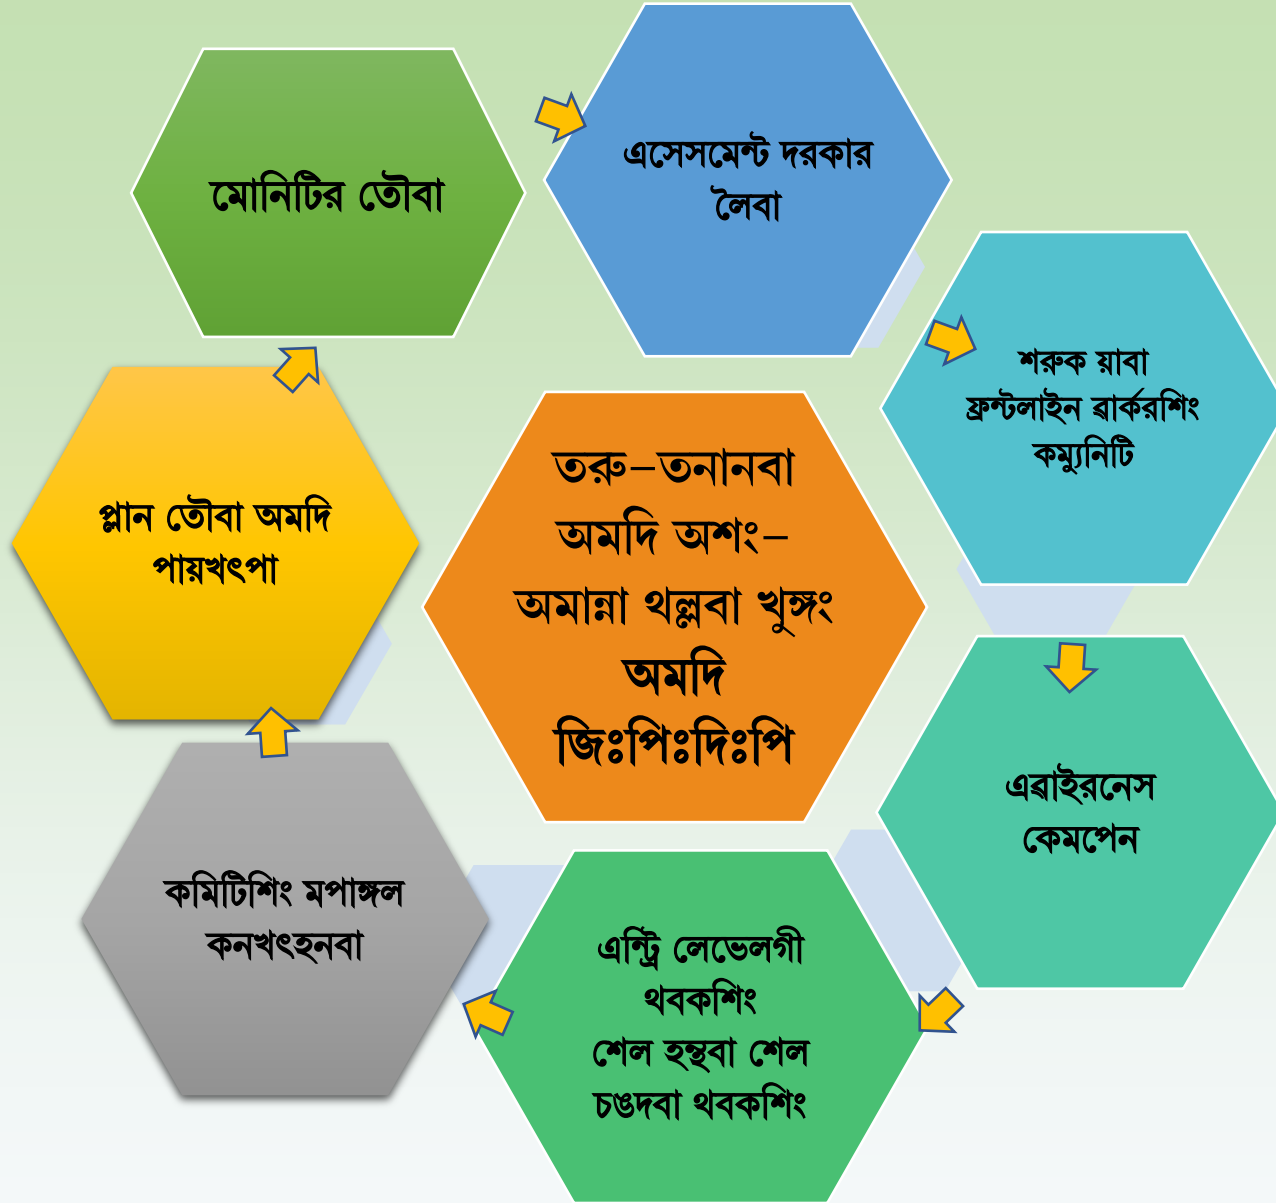 মোনিটির তৌবা
এসেসমেন্ট দরকার
লৈবা
শরুক য়াবা
ফ্রন্টলাইন ৱার্করশিং
কম্যুনিটি
এৱাইরনেস
কেমপেন
এন্ট্রি লেভেলগী
থবকশিং
শেল হন্থবা শেল
চঙদবা থবকশিং
কমিটিশিং মপাঙ্গল
কনখৎহনবা
প্লান তৌবা অমদি
পায়খৎপা
তরু–তনানবা
অমদি অশং–
অমান্না থল্লবা খুঙ্গং
অমদি
জিঃপিঃদিঃপি